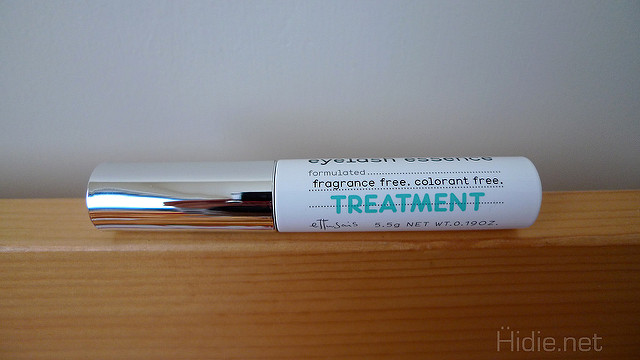 eyelash essence
formulated
fragrance free. colorant free.
TREATMENT
ettusais 5.5g NET WT.0.19OZ.
Hidie.net